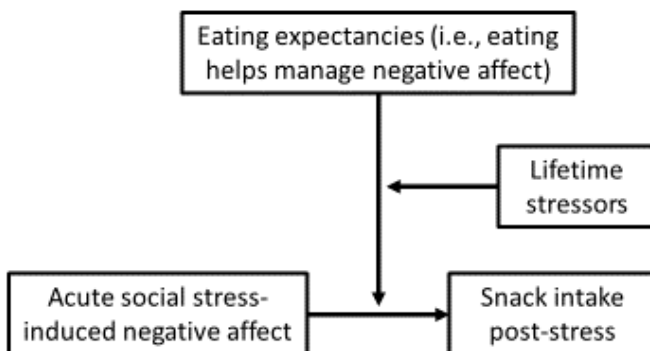 Eating expectancies (i.e., eating
helps manage negative affect)
Lifetime
stressors
Acute social stress-
induced negative affect
Snack intake
post-stress